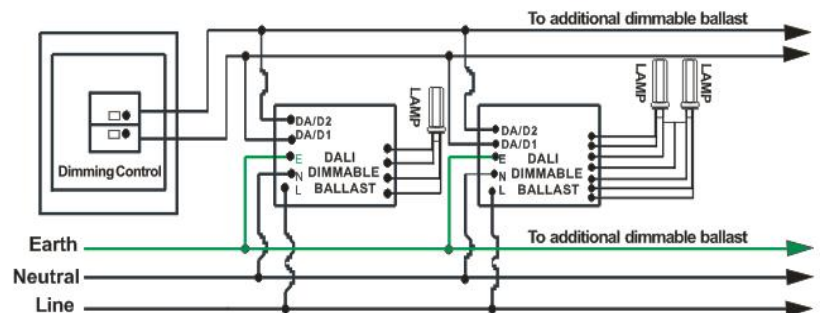 To additional dimmable ballast
Dimming Control
DA/D2
DA/D1
E
N
L
DALI
DIMMABLE
BALLAST
LAMP
DA/D2
DA/D1
E
N
L
DALI
DIMMABLE
BALLAST
LAMP
LAMP
Earth
To additional dimmable ballast
Neutral
Line